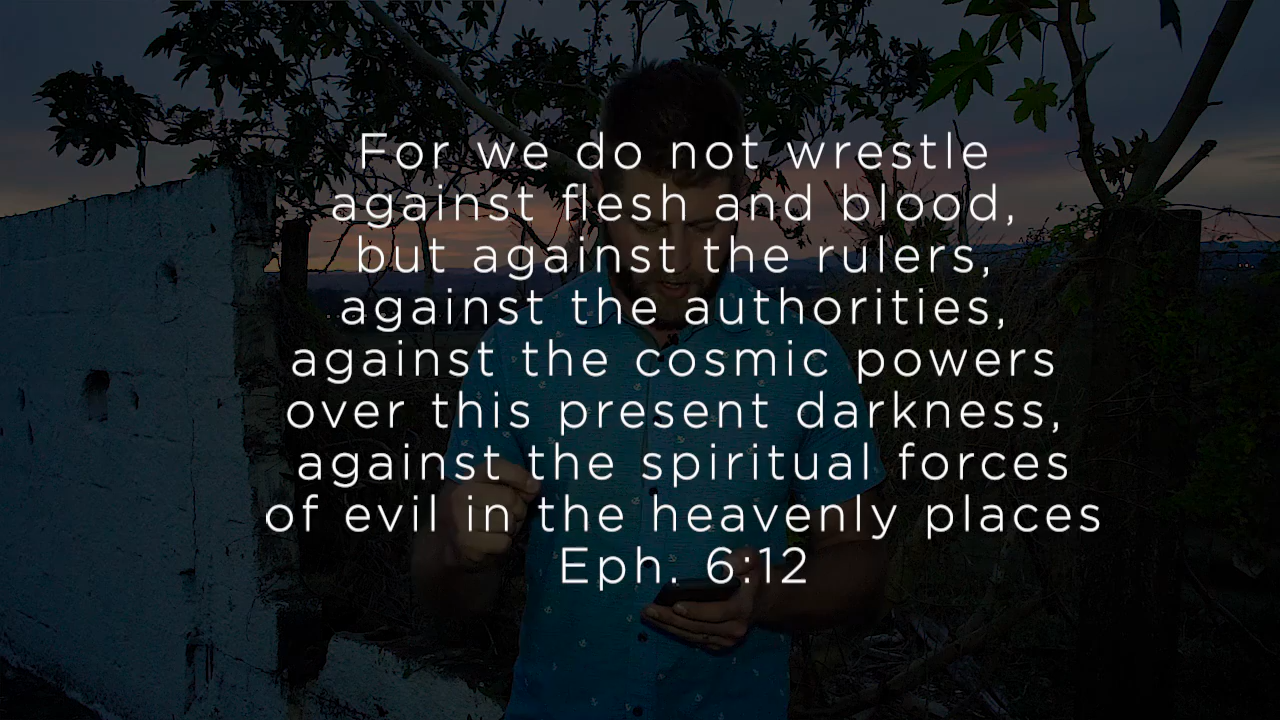 For we do not wrestle
against flesh and blood,
but against the rulers,
against the authorities,
against the cosmic powers
over this present darkness,
against the spiritual forces
of evil in the heavenly places
Eph. 6:12